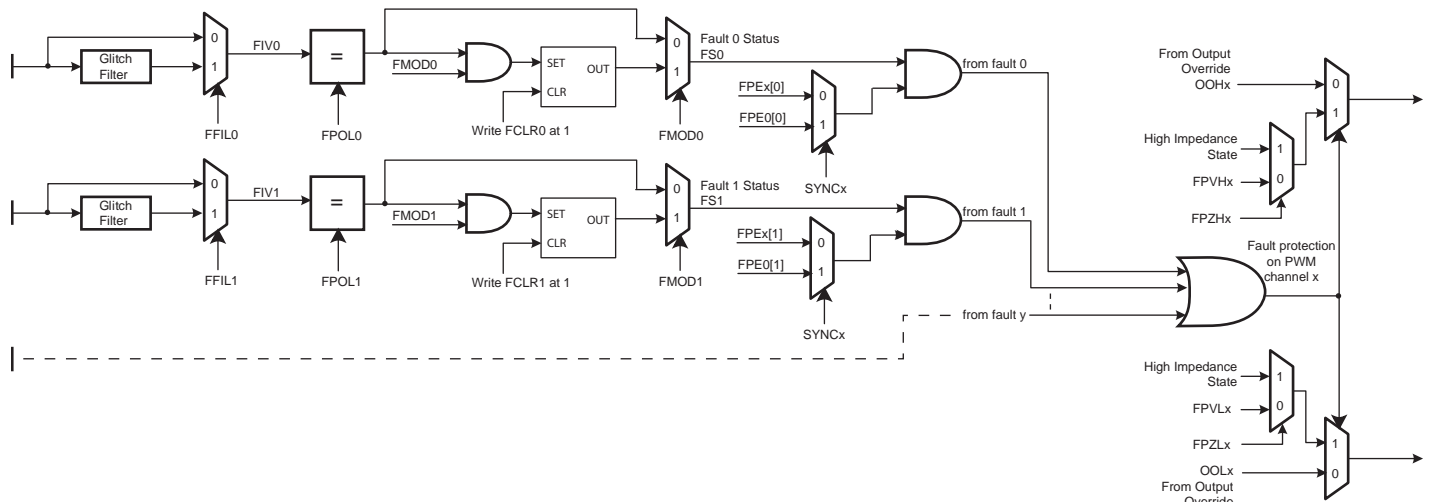 0
1
Glitch
Filter
FFIL0
FIV0
=
FPOL0
FMOD0
SET
OUT
CLR
Write FCLR0 at 1
0
1
FMOD0
Fault 0 Status
FS0
FPEx[0]
FPE0[0]
0
1
SYNCx
from fault 0
0
1
Glitch
Filter
FFIL1
FIV1
=
FPOL1
FMOD1
SET
OUT
CLR
Write FCLR1 at 1
0
1
FMOD1
Fault 1 Status
FS1
FPEx[1]
FPE0[1]
0
1
SYNCx
from fault 1
from fault y
Fault protection
on PWM
channel x
From Output
Override
OOHx
0
1
High Impedance
State
FPVHx
1
0
FPZHx
High Impedance
State
FPVLx
1
0
FPZLx
1
0
OOLx
From Output
Override